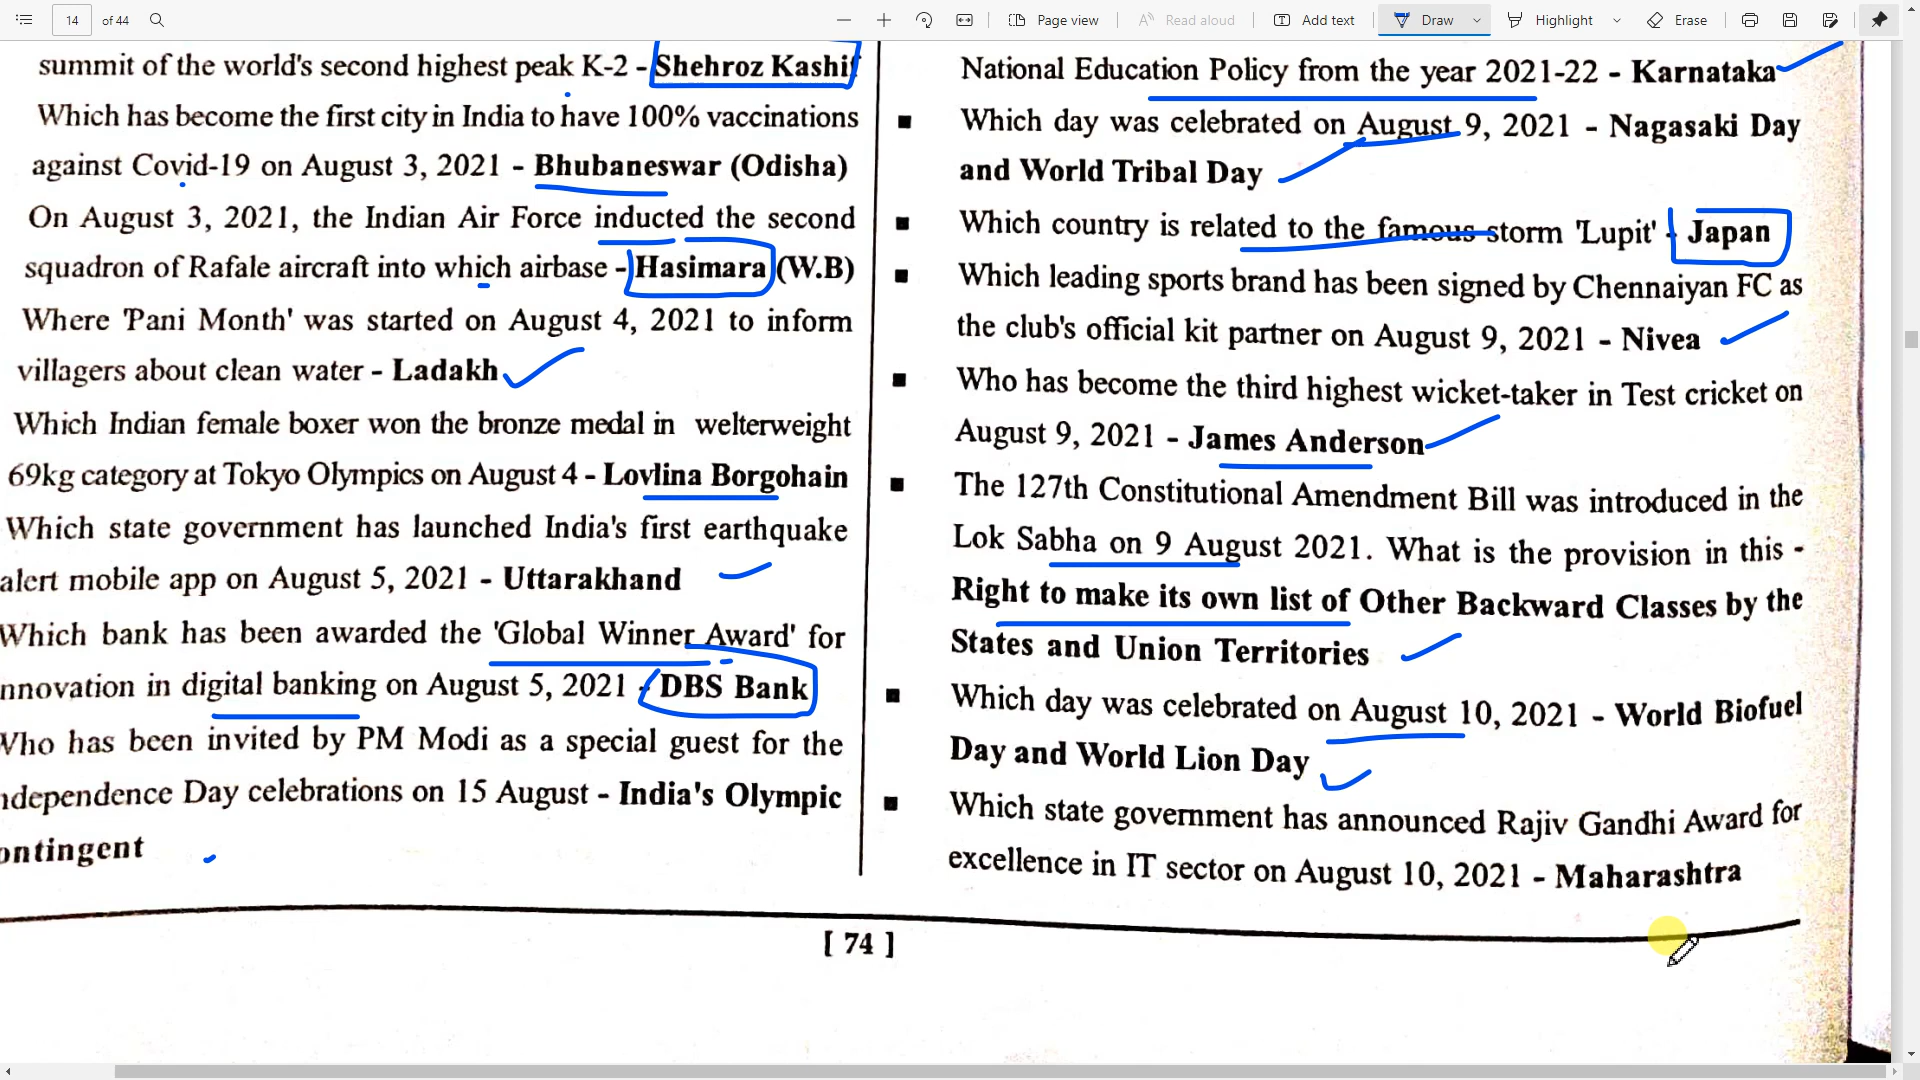 14 of 44 Page view Read aloud Add text Draw Highlight Erase
summit of the world's second highest peak K-2 - Shehroz Kashif
Which has become the first city in India to have 100% vaccinations
against Covid-19 on August 3, 2021 - Bhubaneswar (Odisha)
On August 3, 2021, the Indian Air Force inducted the second
squadron of Rafale aircraft into which airbase - Hasimara (W.B)
Where 'Pani Month' was started on August 4, 2021 to inform
villagers about clean water - Ladakh
Which Indian female boxer won the bronze medal in welterweight
69kg category at Tokyo Olympics on August 4 - Lovlina Borgohain
Which state government has launched India's first earthquake
alert mobile app on August 5, 2021 - Uttarakhand
Which bank has been awarded the 'Global Winner Award' for
nnovation in digital banking on August 5, 2021 - DBS Bank
Who has been invited by PM Modi as a special guest for the
ndependence Day celebrations on 15 August - India's Olympic
ontingent
National Education Policy from the year 2021-22 - Karnataka
■ Which day was celebrated on August 9, 2021 - Nagasaki Day
and World Tribal Day
■ Which country is related to the famous storm 'Lupit' - Japan
■ Which leading sports brand has been signed by Chennaiyan FC as
the club's official kit partner on August 9, 2021 - Nivea
■ Who has become the third highest wicket-taker in Test cricket on
August 9, 2021 - James Anderson
■ The 127th Constitutional Amendment Bill was introduced in the
Lok Sabha on 9 August 2021. What is the provision in this -
Right to make its own list of Other Backward Classes by the
States and Union Territories
■ Which day was celebrated on August 10, 2021 - World Biofuel
Day and World Lion Day
■ Which state government has announced Rajiv Gandhi Award for
excellence in IT sector on August 10, 2021 - Maharashtra
[ 74 ]